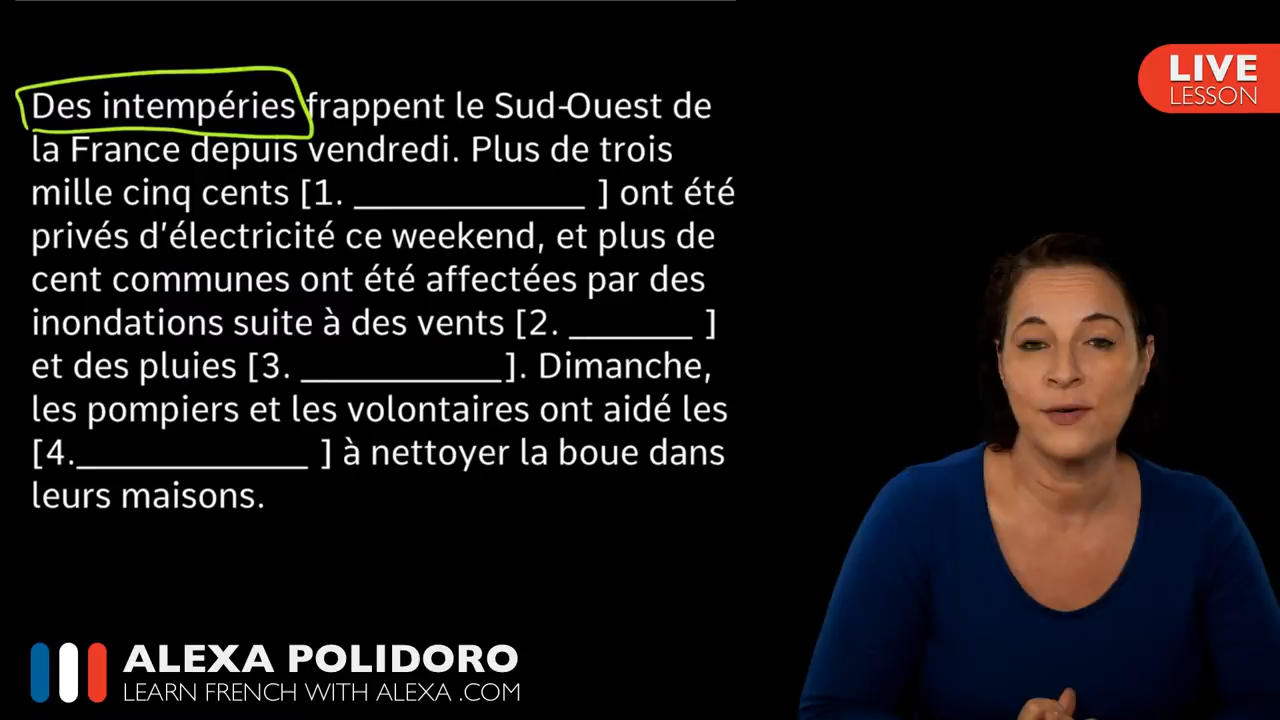 Des intempéries frappent le Sud-Ouest de
la France depuis vendredi. Plus de trois
mille cinq cents [1. _____________ ] ont été
privés d’électricité ce weekend, et plus de
cent communes ont été affectées par des
inondations suite à des vents [2. _______ ]
et des pluies [3. ___________]. Dimanche,
les pompiers et les volontaires ont aidé les
[4._____________ ] à nettoyer la boue dans
leurs maisons.
LIVE
LESSON
ALEXA POLIDORO
LEARN FRENCH WITH ALEXA .COM